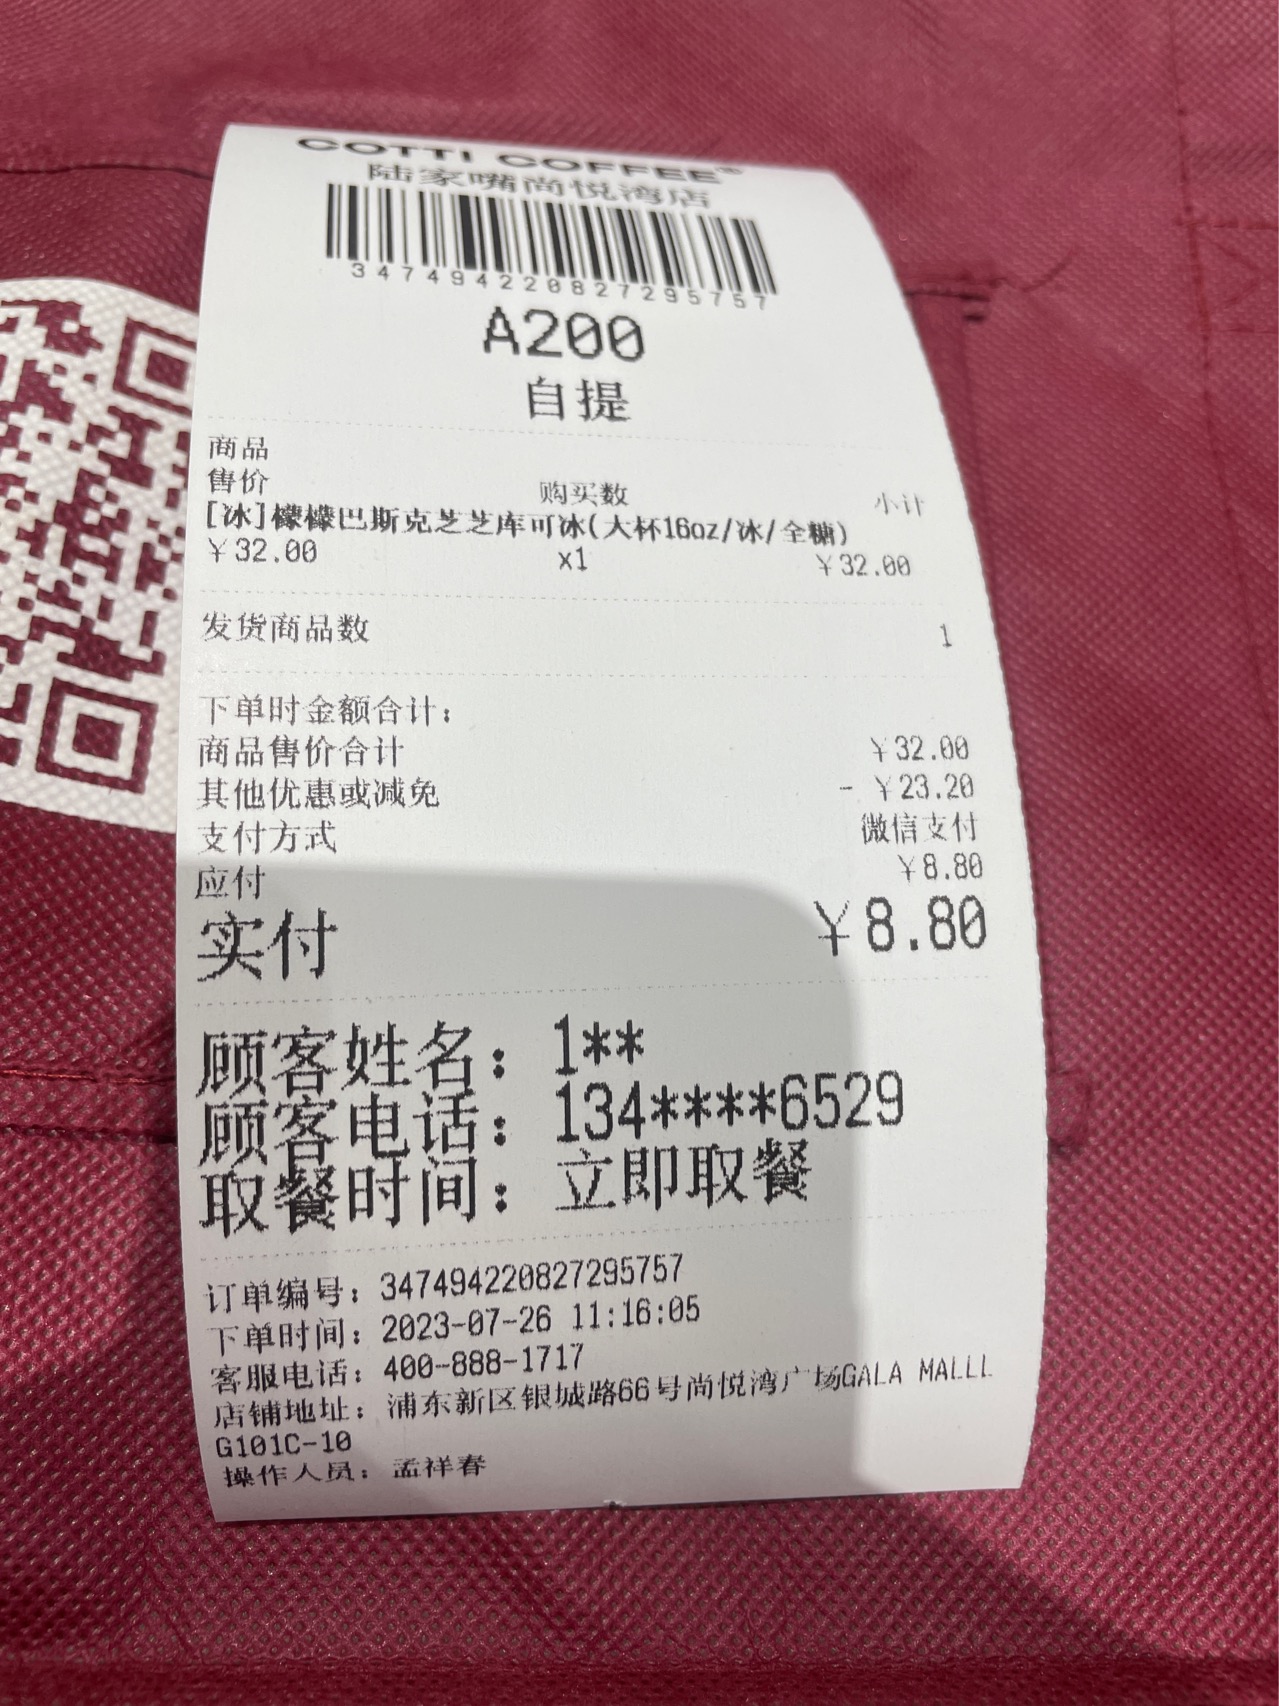 COTTI COFFEE®
陆家嘴尚悦湾店
347494220827295757
A200
自提
商品
售价 购买数 小计
[冰]檬檬巴斯克芝芝库可冰(大杯16oz/冰/全糖)
￥32.00 x1 ￥32.00
发货商品数 1
下单时金额合计:
商品售价合计 ￥32.00
其他优惠或减免 - ￥23.20
支付方式 微信支付
应付 ￥8.80
实付 ￥8.80
顾客姓名: 1**
顾客电话: 134****6529
取餐时间: 立即取餐
订单编号: 347494220827295757
下单时间: 2023-07-26 11:16:05
客服电话: 400-888-1717
店铺地址: 浦东新区银城路66号尚悦湾广场GALA MALLL
G101C-10
操作人员: 孟祥春